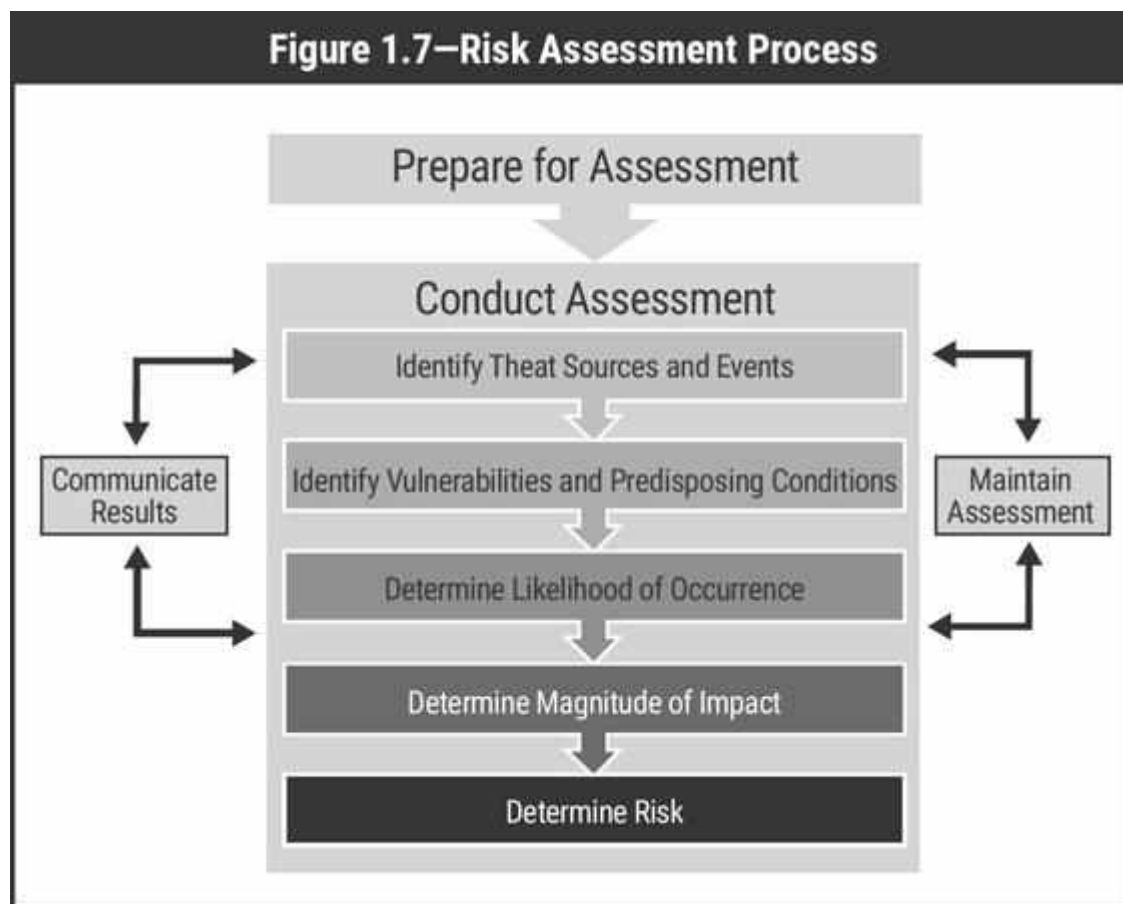 Figure 1.7—Risk Assessment Process
Prepare for Assessment
Conduct Assessment
Identify Theat Sources and Events
Communicate
Results
Identify Vulnerabilities and Predisposing Conditions
Maintain
Assessment
Determine Likelihood of Occurrence
Determine Magnitude of Impact
Determine Risk